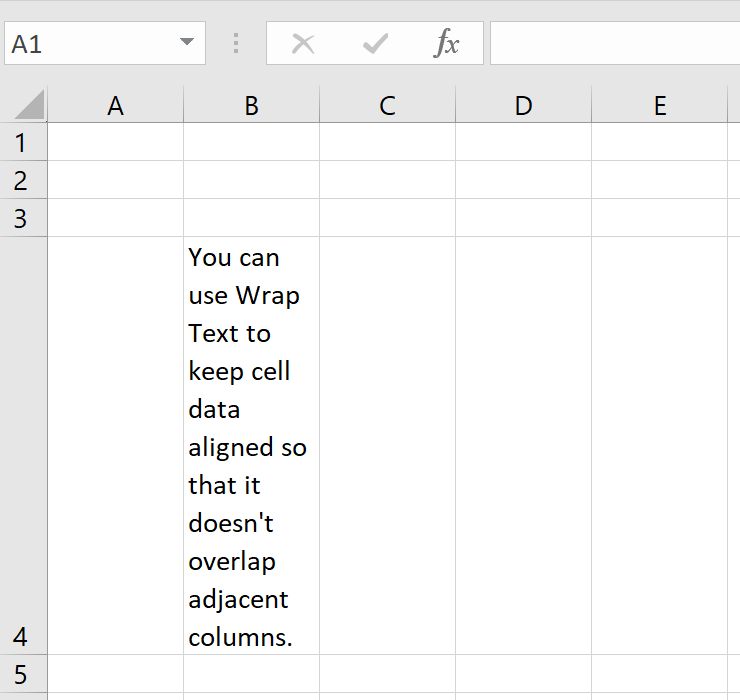 A1 fx
A B C D E
1
2
3
You can
use Wrap
Text to
keep cell
data
aligned so
that it
doesn't
overlap
adjacent
columns.
4
5